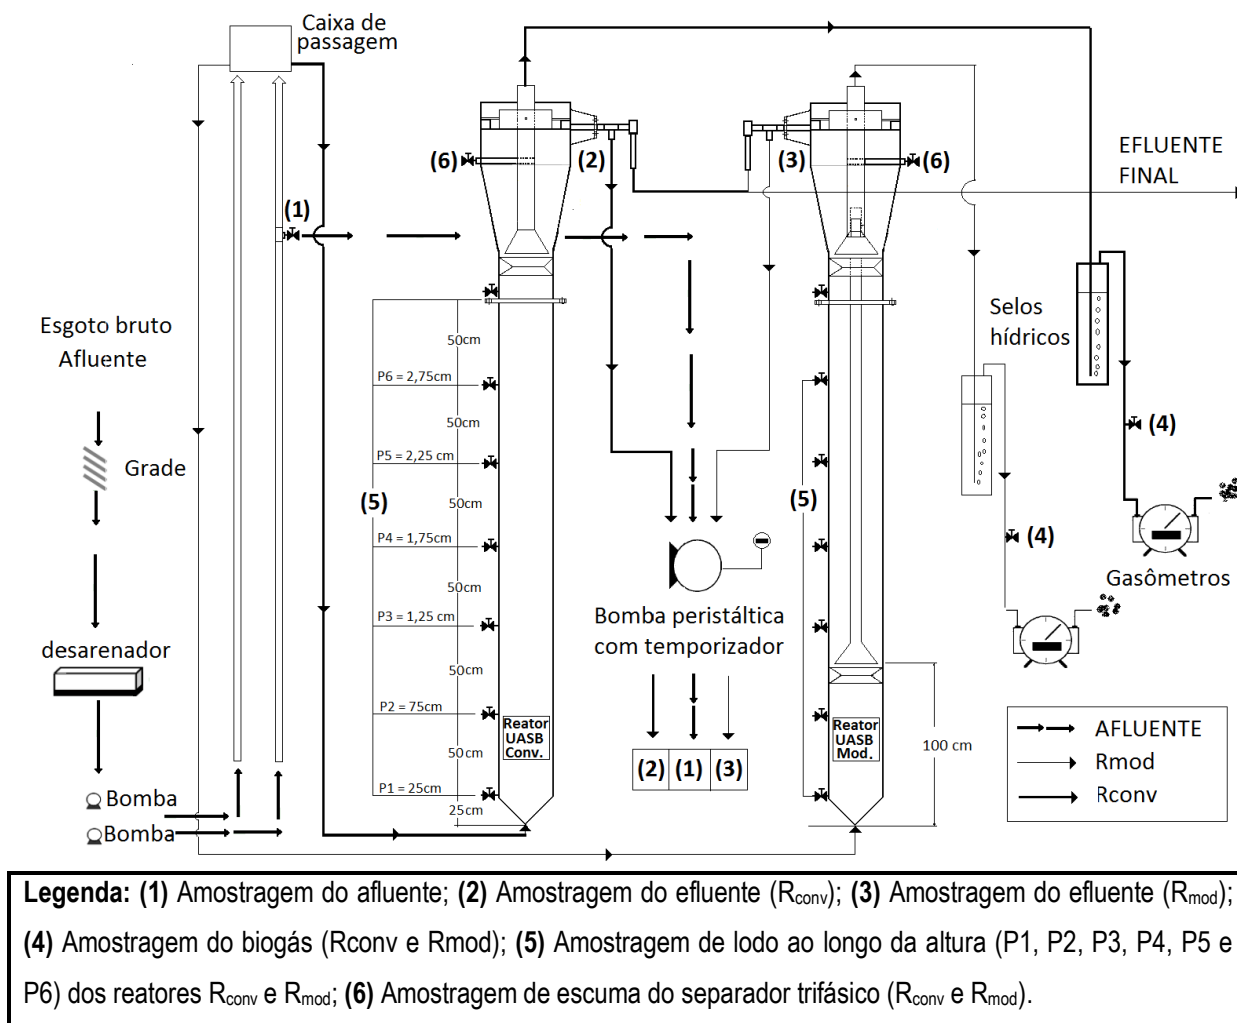 Caixa de
passagem
(6)
(2)
(3)
(6)
EFLUENTE
FINAL
(1)
Esgoto bruto
Afluente
Selos
hídricos
50cm
P6 = 2,75cm
50cm
(4)
Grade
P5 = 2,25 cm
(5)
50cm
(5)
P4 = 1,75cm
(4)
50cm
Gasômetros
P3 = 1,25 cm
Bomba peristáltica
com temporizador
desarenador
50cm
P2 = 75cm
Reator
UASB
Conv.
Reator
UASB
Mod.
50cm
100 cm
AFLUENTE
Rmod
Rconv
(2) (1) (3)
P1 = 25cm
25cm
Bomba
Bomba
Legenda: (1) Amostragem do afluente; (2) Amostragem do efluente (Rconv); (3) Amostragem do efluente (Rmod);
(4) Amostragem do biogás (Rconv e Rmod); (5) Amostragem de lodo ao longo da altura (P1, P2, P3, P4, P5 e
P6) dos reatores Rconv e Rmod; (6) Amostragem de escuma do separador trifásico (Rconv e Rmod).